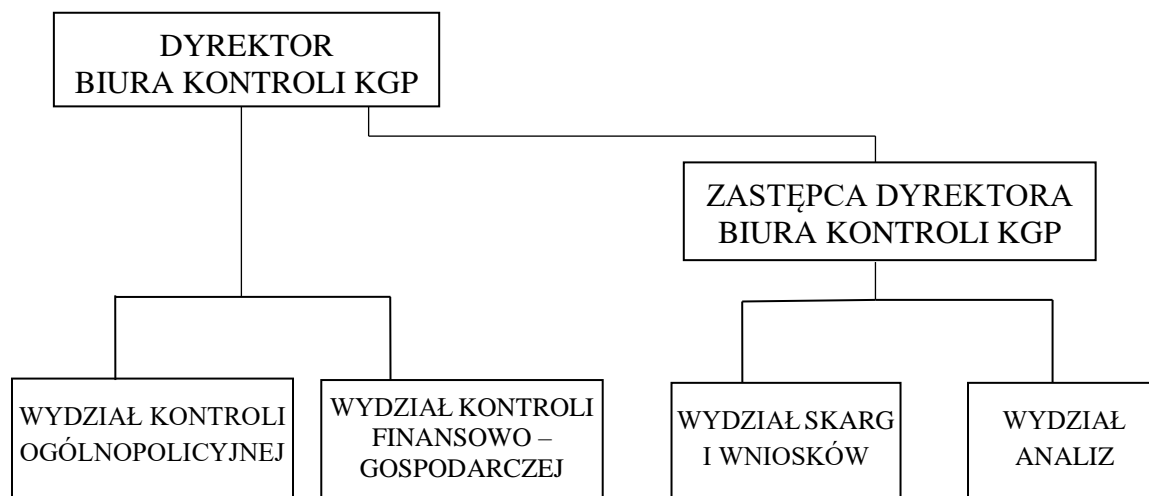 DYREKTOR
BIURA KONTROLI KGP
ZASTĘPCA DYREKTORA
BIURA KONTROLI KGP
WYDZIAŁ KONTROLI
OGÓLNOPOLICYJNEJ
WYDZIAŁ KONTROLI
FINANSOWO –
GOSPODARCZEJ
WYDZIAŁ SKARG
I WNIOSKÓW
WYDZIAŁ
ANALIZ